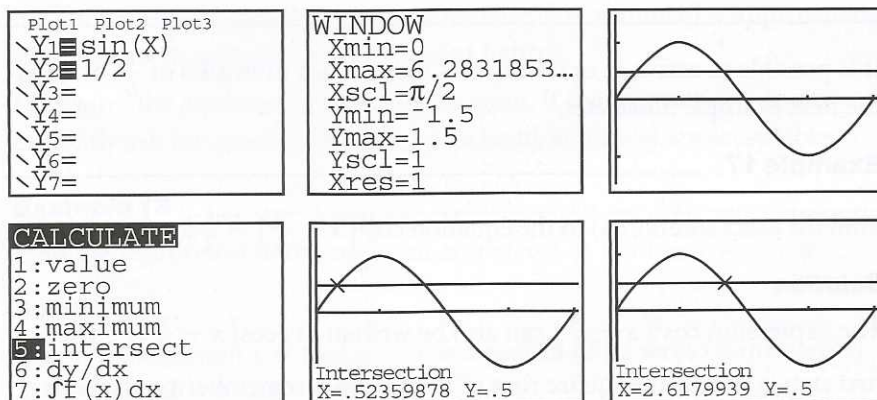 Plot1 Plot2 Plot3
\Y1=sin(X)
\Y2=1/2
\Y3=
\Y4=
\Y5=
\Y6=
\Y7=
WINDOW
Xmin=0
Xmax=6.2831853…
Xscl=π/2
Ymin=-1.5
Ymax=1.5
Yscl=1
Xres=1
CALCULATE
1:value
2:zero
3:minimum
4:maximum
5:intersect
6:dy/dx
7:∫f(x)dx
Intersection
X=.52359878 Y=.5
Intersection
X=2.6179939 Y=.5